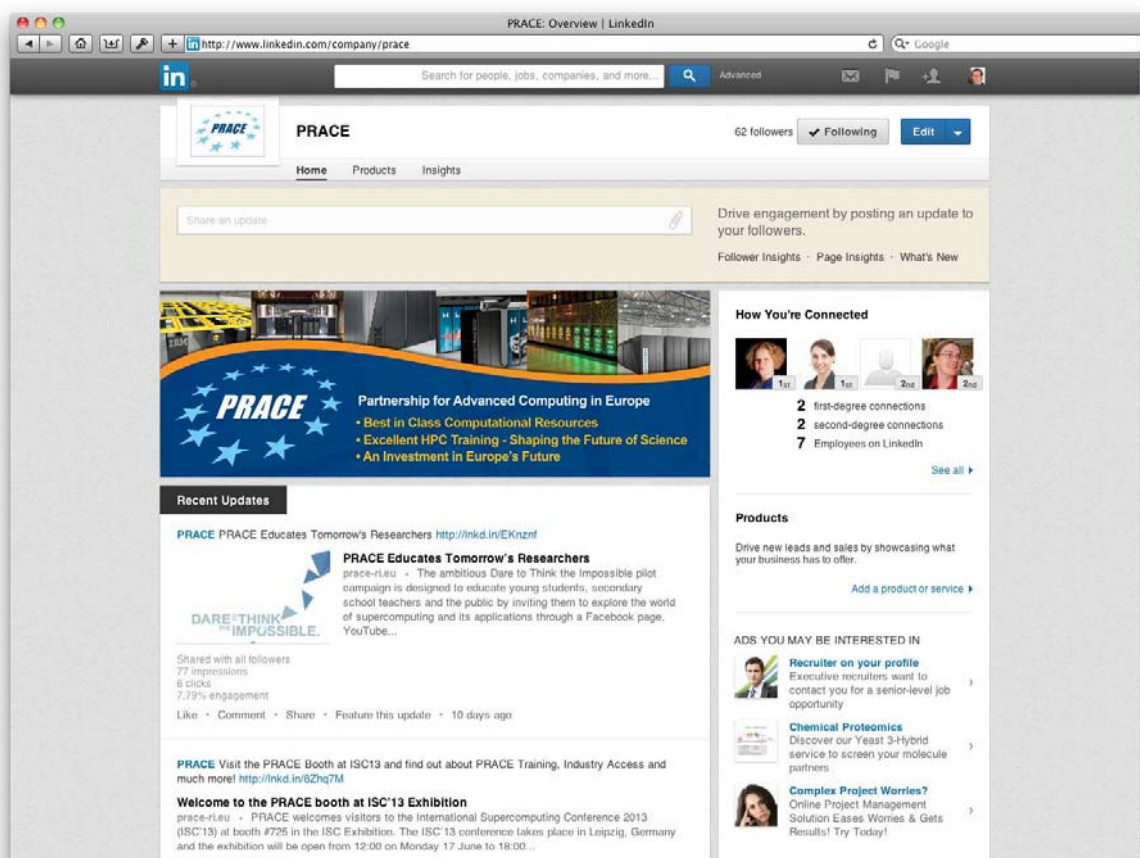 PRACE: Overview | LinkedIn
http://www.linkedin.com/company/prace
Google
in
Search for people, jobs, companies, and more...
Advanced
PRACE
PRACE
62 followers
Following
Edit
Home Products Insights
Share an update
Drive engagement by posting an update to
your followers.
Follower Insights · Page Insights · What's New
IBM
PRACE
Partnership for Advanced Computing in Europe
• Best in Class Computational Resources
• Excellent HPC Training - Shaping the Future of Science
• An Investment in Europe's Future
How You're Connected
1st 1st 2nd 2nd
2 first-degree connections
2 second-degree connections
7 Employees on LinkedIn
See all
Recent Updates
PRACE PRACE Educates Tomorrow's Researchers http://lnkd.in/EKnznf
PRACE Educates Tomorrow's Researchers
prace-ri.eu • The ambitious Dare to Think the Impossible pilot
campaign is designed to educate young students, secondary
school teachers and the public by inviting them to explore the world
of supercomputing and its applications through a Facebook page,
YouTube...
DARE TO THINK
THE IMPOSSIBLE.
Shared with all followers
77 impressions
6 clicks
7.79% engagement
Like • Comment • Share • Feature this update • 10 days ago
PRACE Visit the PRACE Booth at ISC13 and find out about PRACE Training, Industry Access and
much more! http://lnkd.in/8Zhq7M
Welcome to the PRACE booth at ISC'13 Exhibition
prace-ri.eu • PRACE welcomes visitors to the International Supercomputing Conference 2013
(ISC'13) at booth #725 in the ISC Exhibition. The ISC'13 conference takes place in Leipzig, Germany
and the exhibition will be open from 12:00 on Monday 17 June to 18:00...
Products
Drive new leads and sales by showcasing what
your business has to offer.
Add a product or service
ADS YOU MAY BE INTERESTED IN
Recruiter on your profile
Executive recruiters want to
contact you for a senior-level job
opportunity
Chemical Proteomics
Discover our Yeast 3-Hybrid
service to screen your molecule
partners
Complex Project Worries?
Online Project Management
Solution Eases Worries & Gets
Results! Try Today!